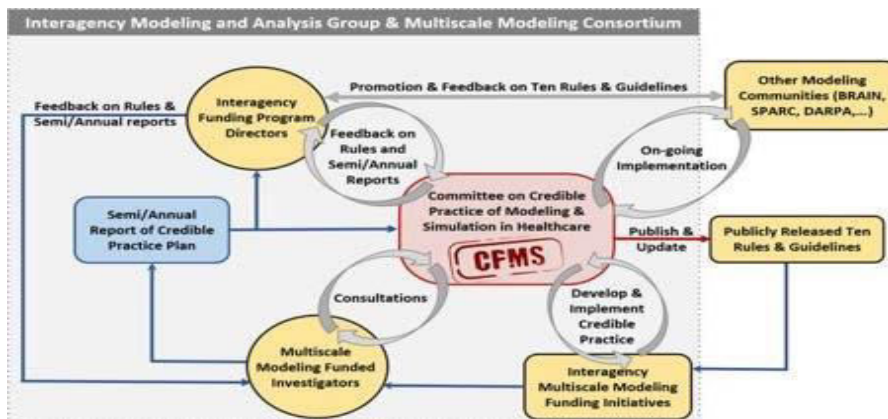 Interagency Modeling and Analysis Group & Multiscale Modeling Consortium
Promotion & Feedback on Ten Rules & Guidelines
Other Modeling
Communities (BRAIN,
SPARC, DARPA,...)
Interagency
Funding Program
Directors
Feedback on Rules &
Semi/Annual reports
Feedback on
Rules and
Semi/Annual
Reports
On-going
Implementation
Semi/Annual
Report of Credible
Practice Plan
Committee on Credible
Practice of Modeling &
Simulation in Healthcare
CFMS
Publish &
Update
Publicly Released Ten
Rules & Guidelines
Consultations
Develop &
Implement
Credible
Practice
Multiscale
Modeling Funded
Investigators
Interagency
Multiscale Modeling
Funding Initiatives